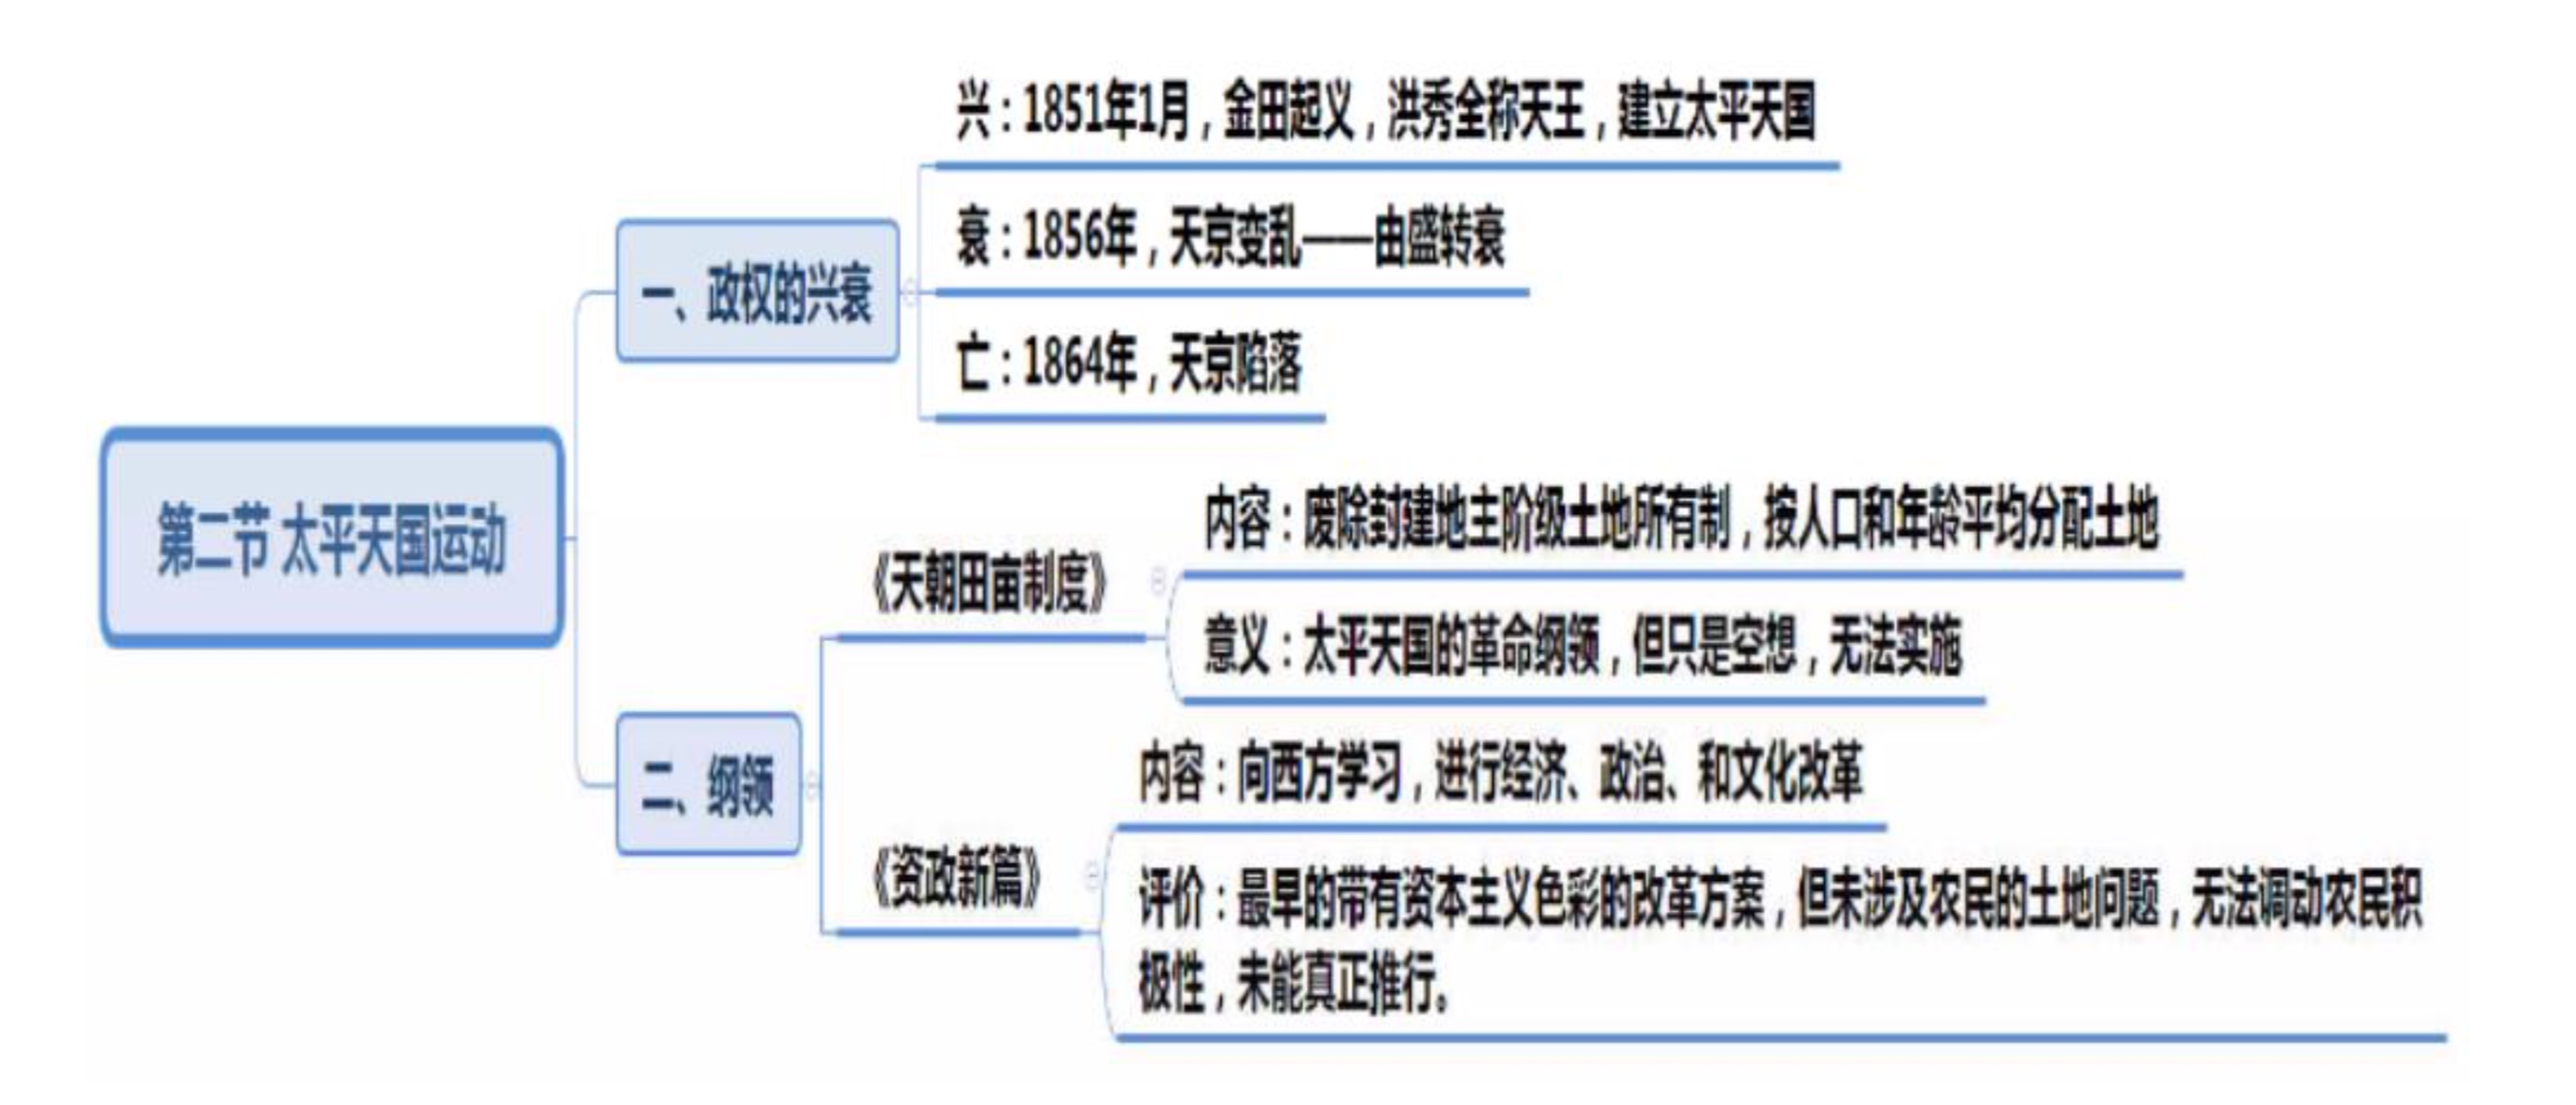 第二节 太平天国运动
一、政权的兴衰
兴：1851年1月，金田起义，洪秀全称天王，建立太平天国
衰：1856年，天京变乱——由盛转衰
亡：1864年，天京陷落
二、纲领
《天朝田亩制度》
内容：废除封建地主阶级土地所有制，按人口和年龄平均分配土地
意义：太平天国的革命纲领，但只是空想，无法实施
《资政新篇》
内容：向西方学习，进行经济、政治、和文化改革
评价：最早的带有资本主义色彩的改革方案，但未涉及农民的土地问题，无法调动农民积
极性，未能真正推行。